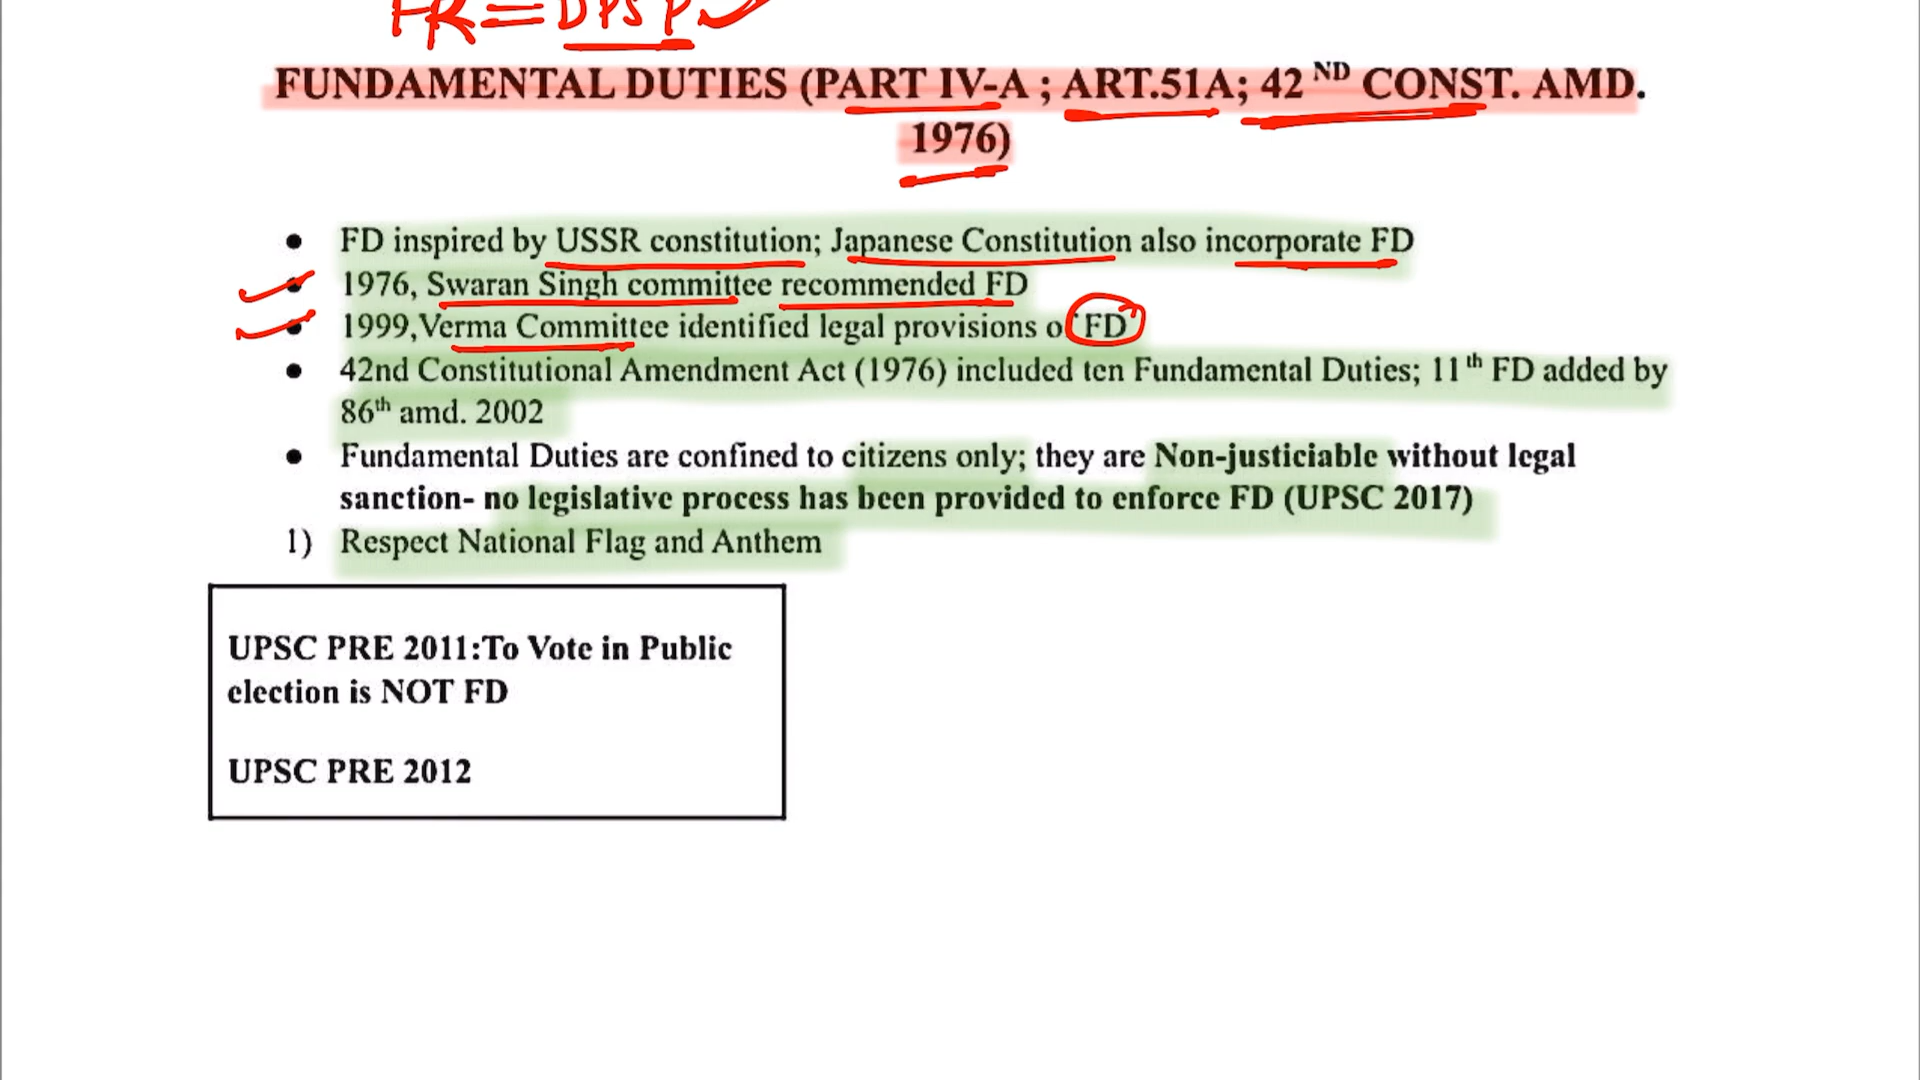 FR = DPSP
FUNDAMENTAL DUTIES (PART IV-A ; ART.51A; 42 ND CONST. AMD.
1976)
● FD inspired by USSR constitution; Japanese Constitution also incorporate FD
● 1976, Swaran Singh committee recommended FD
● 1999,Verma Committee identified legal provisions o FD
● 42nd Constitutional Amendment Act (1976) included ten Fundamental Duties; 11th FD added by
86th amd. 2002
● Fundamental Duties are confined to citizens only; they are Non-justiciable without legal
sanction- no legislative process has been provided to enforce FD (UPSC 2017)
1) Respect National Flag and Anthem
UPSC PRE 2011:To Vote in Public
election is NOT FD
UPSC PRE 2012